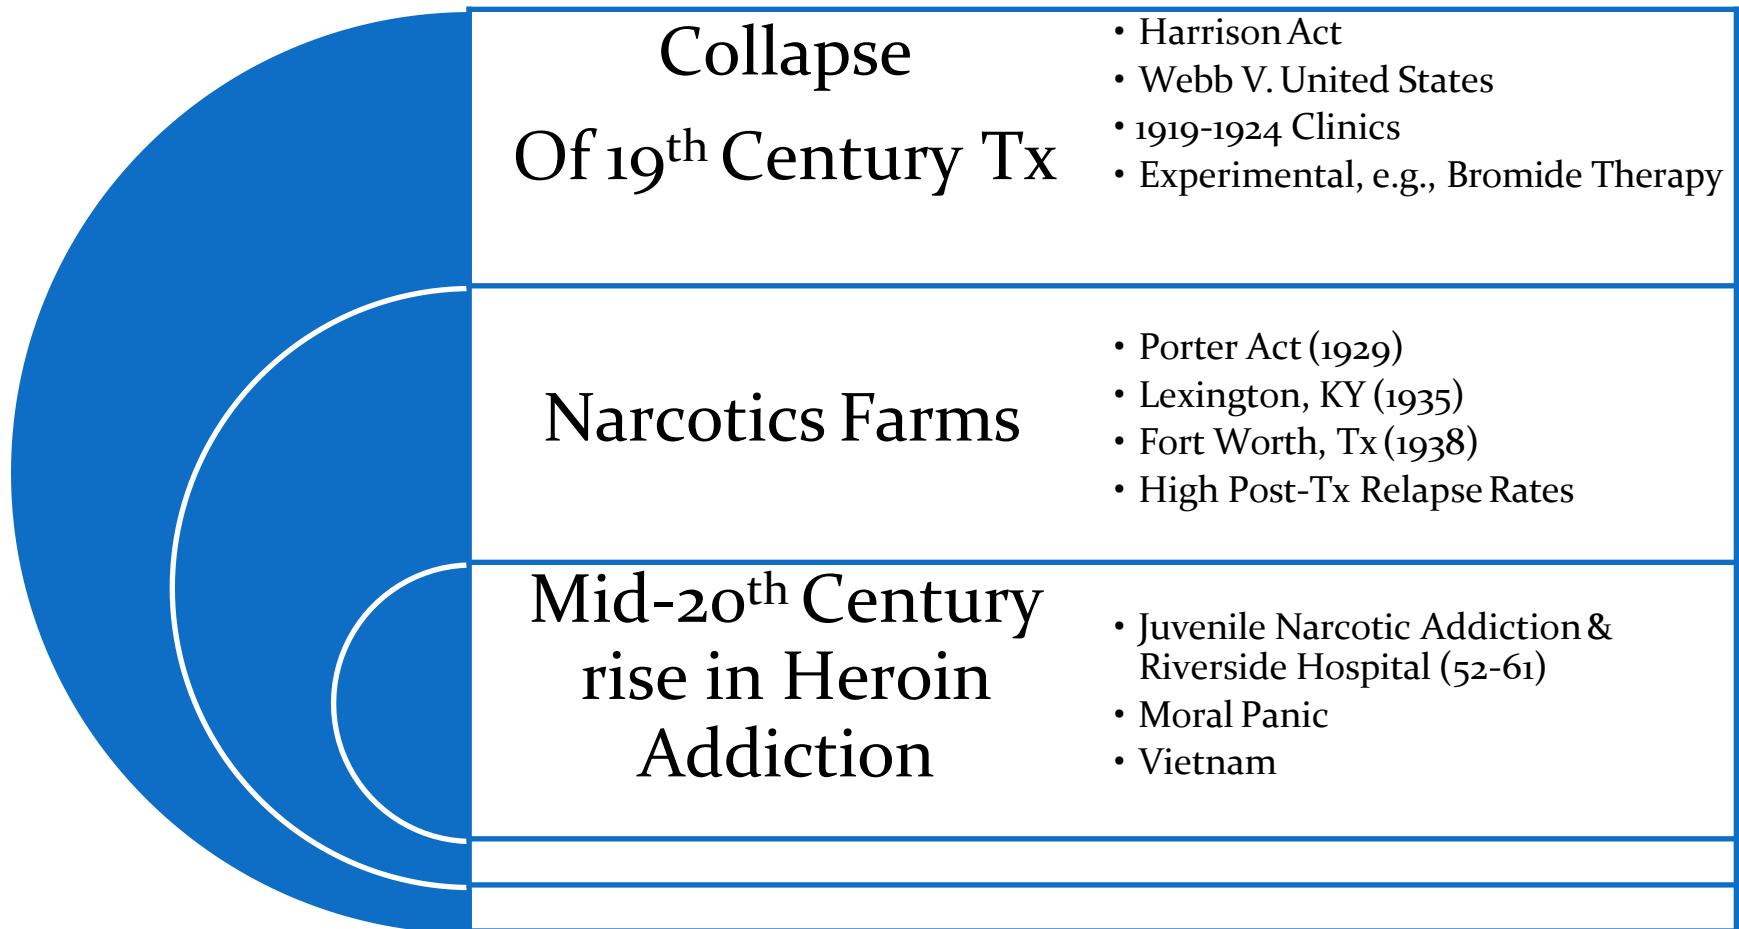 Collapse
Of 19th Century Tx
• Harrison Act
• Webb V. United States
• 1919-1924 Clinics
• Experimental, e.g., Bromide Therapy
Narcotics Farms
• Porter Act (1929)
• Lexington, KY (1935)
• Fort Worth, Tx (1938)
• High Post-Tx Relapse Rates
Mid-20th Century
rise in Heroin
Addiction
• Juvenile Narcotic Addiction &
Riverside Hospital (52-61)
• Moral Panic
• Vietnam